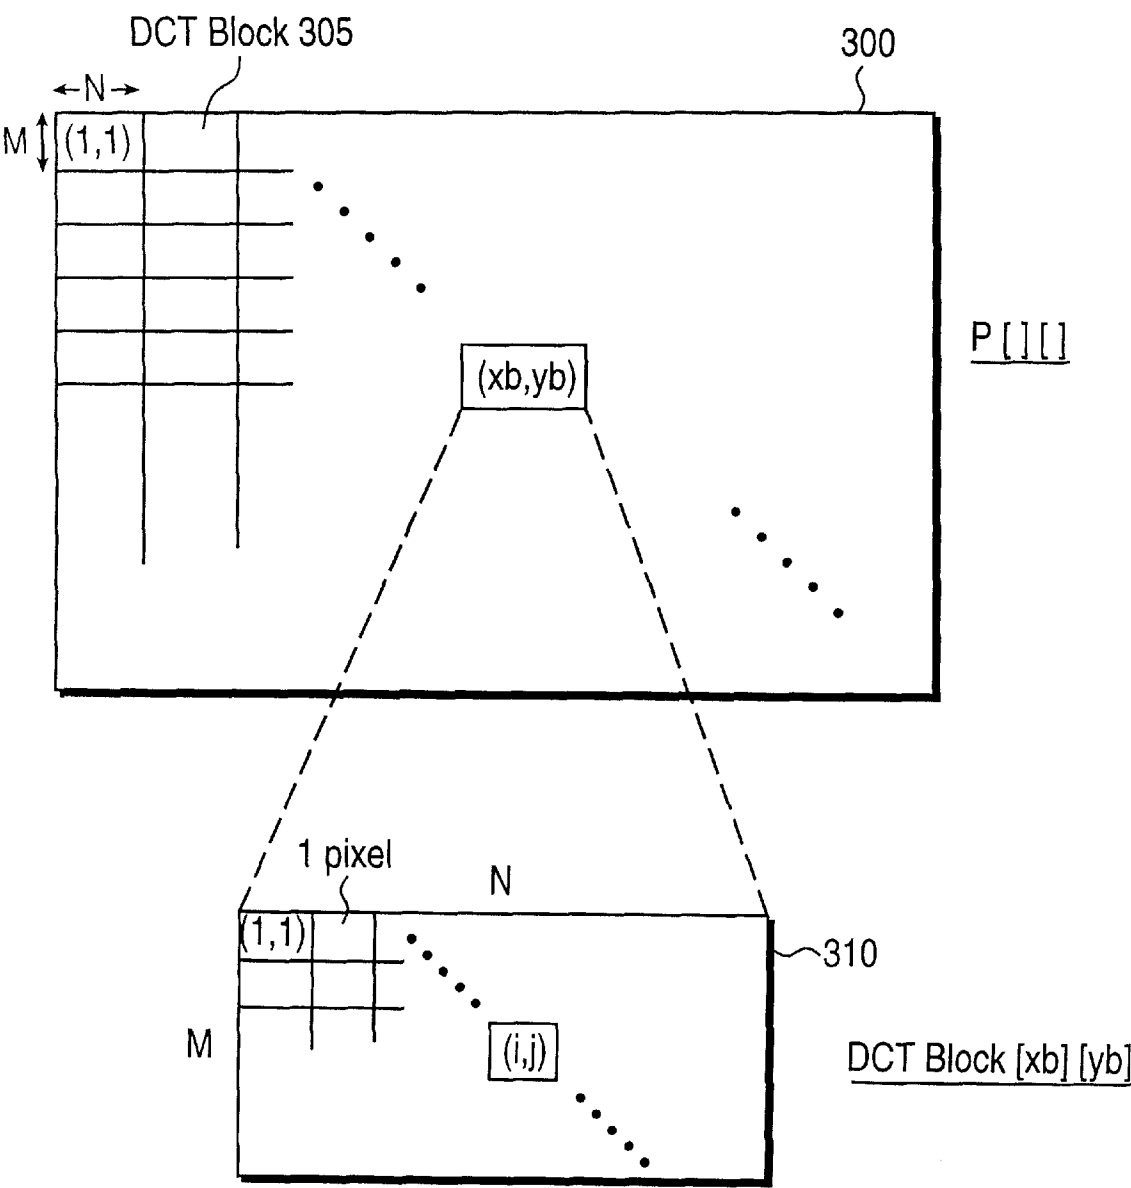 DCT Block 305
300
N
M
(1,1)
P [ ] [ ]
(xb,yb)
1 pixel
N
(1,1)
310
M
(i,j)
DCT Block [xb] [yb]